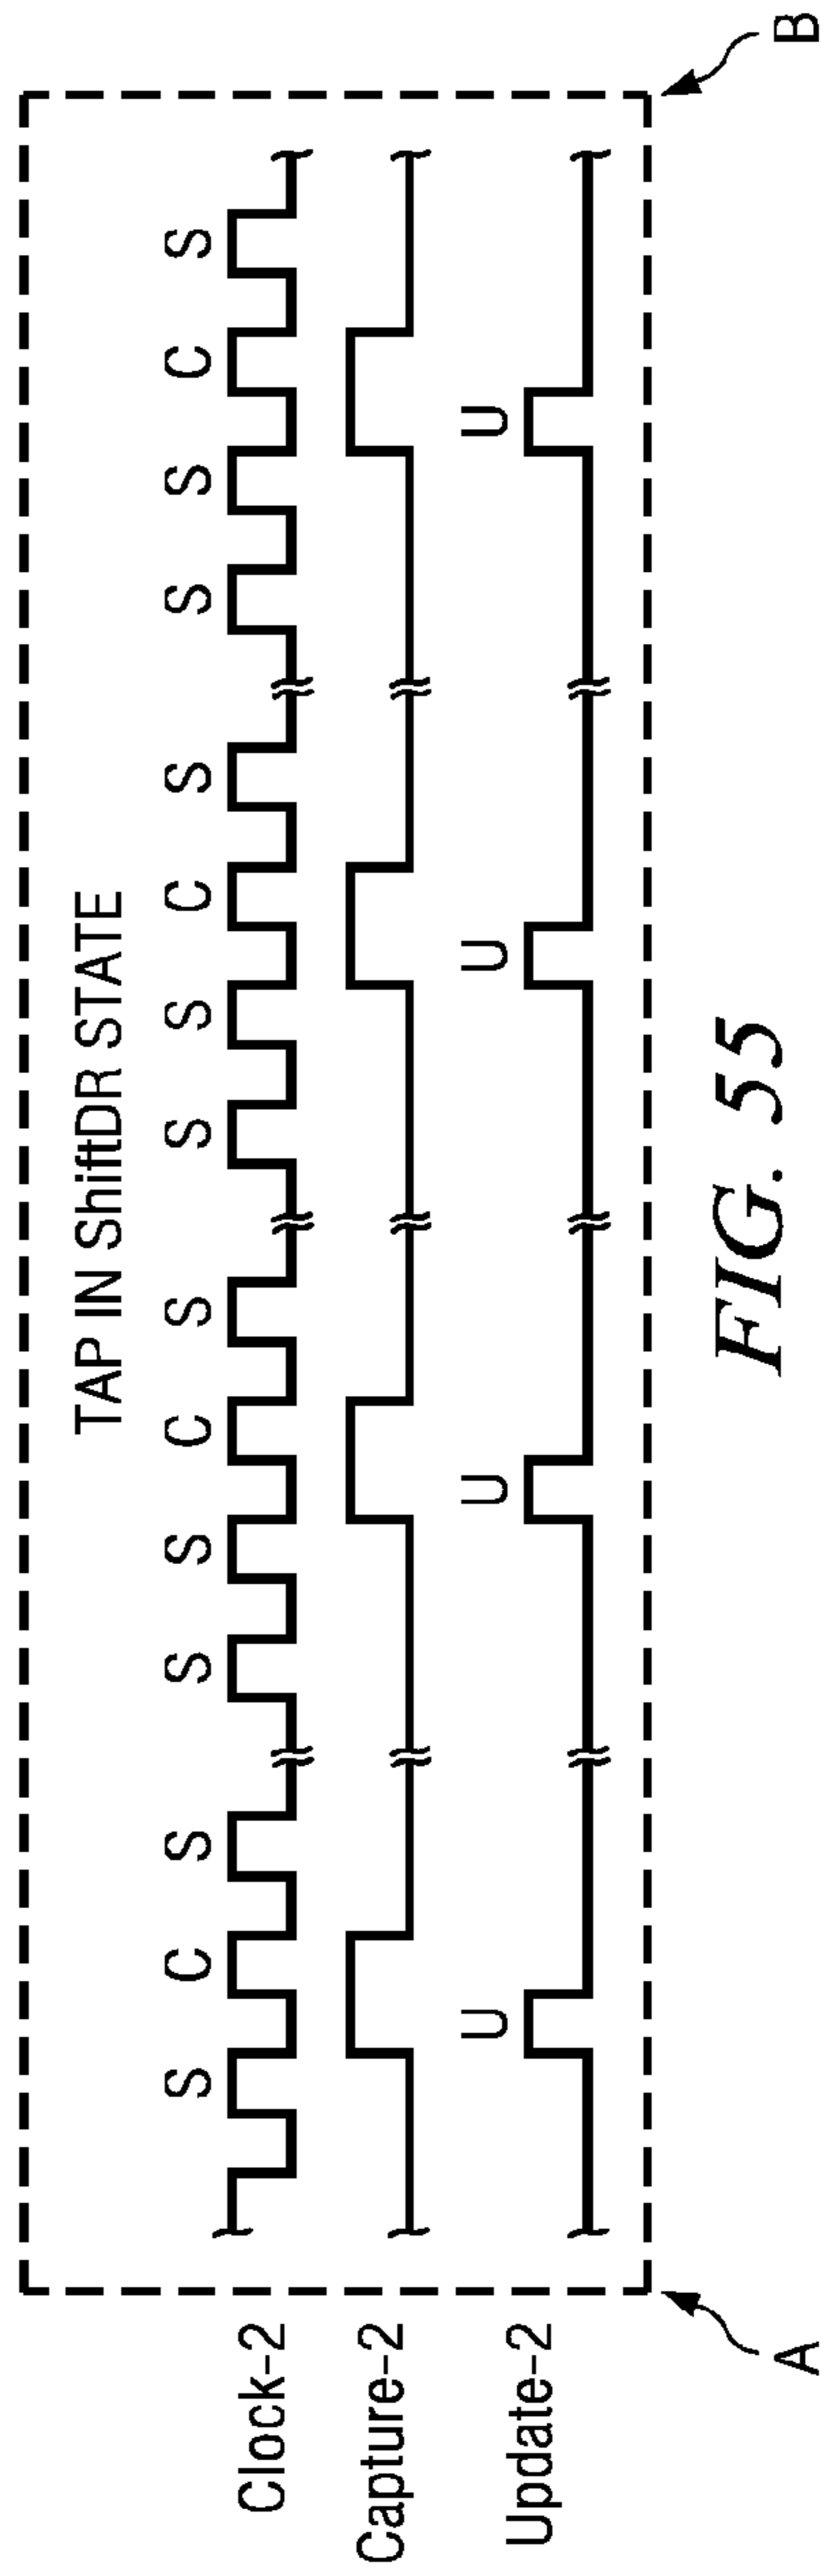 TAP IN ShiftDR STATE
S C S S S C S S S C S S S C S
Clock-2
Capture-2
U U U U
Update-2
A
B
FIG. 55